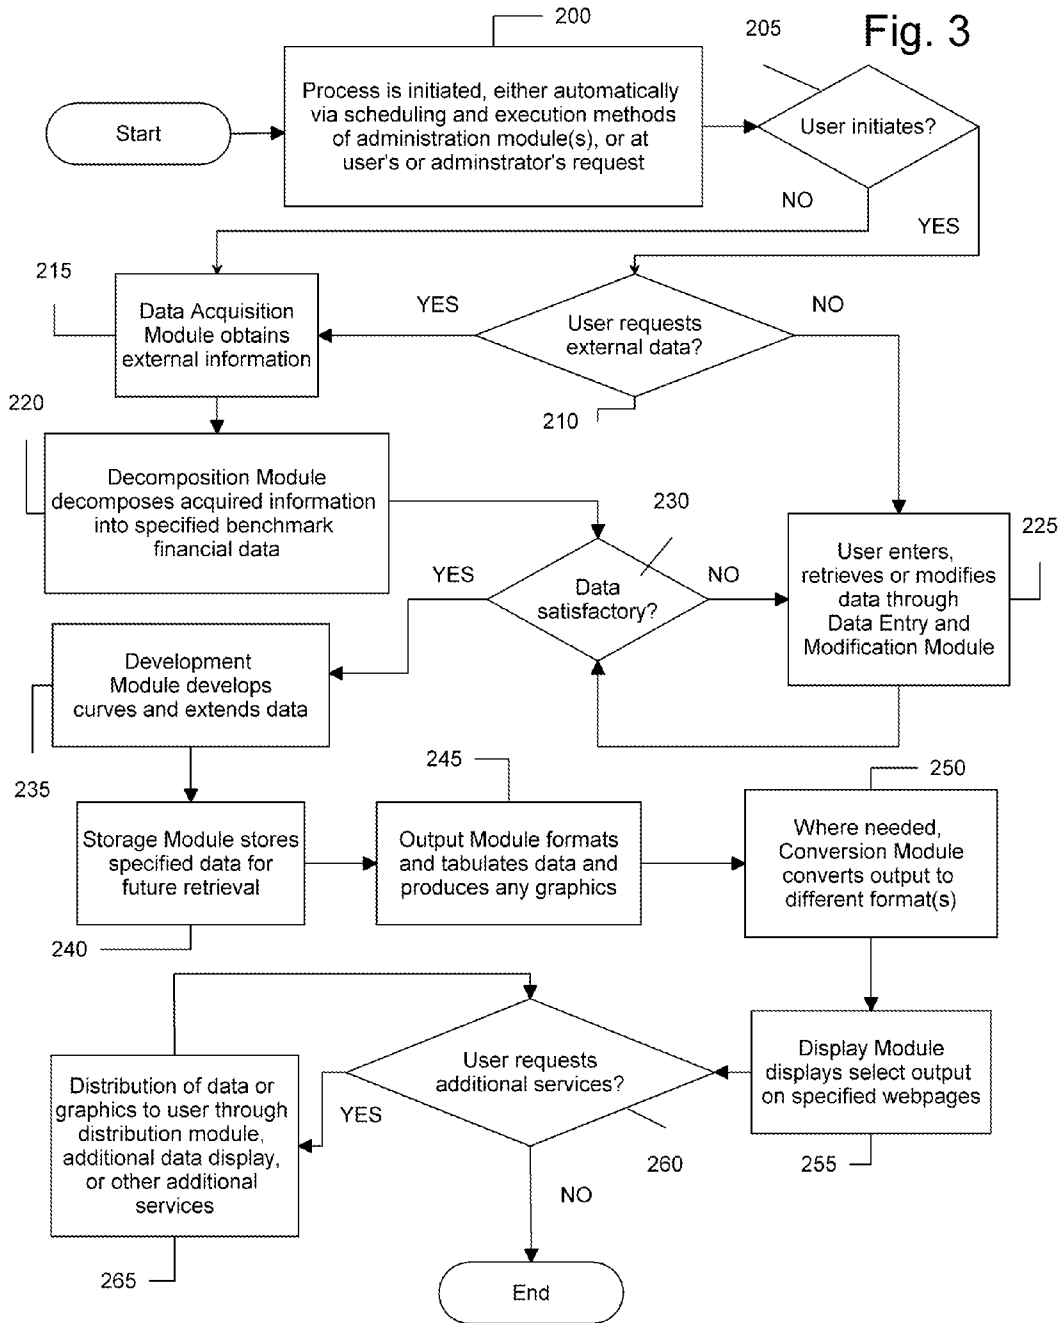 200
205
Fig. 3
Start
Process is initiated, either automatically
via scheduling and execution methods
of administration module(s), or at
user's or adminstrator's request
User initiates?
NO
YES
215
Data Acquisition
Module obtains
external information
YES
User requests
external data?
NO
210
220
Decomposition Module
decomposes acquired information
into specified benchmark
financial data
230
YES
Data
satisfactory?
NO
225
User enters,
retrieves or modifies
data through
Data Entry and
Modification Module
Development
Module develops
curves and extends data
235
245
250
Storage Module stores
specified data for
future retrieval
Output Module formats
and tabulates data and
produces any graphics
Where needed,
Conversion Module
converts output to
different format(s)
240
User requests
additional services?
Display Module
displays select output
on specified webpages
Distribution of data or
graphics to user through
distribution module,
additional data display,
or other additional
services
YES
260
255
NO
265
End